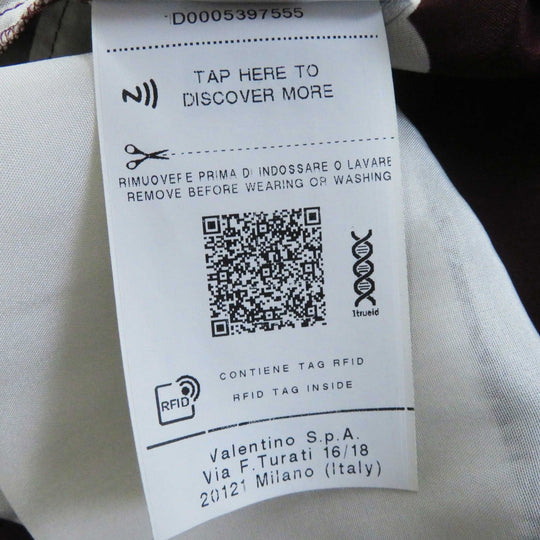 D0005397555
TAP HERE TO
DISCOVER MORE
RIMUOVERE PRIMA DI INDOSSARE O LAVARE
REMOVE BEFORE WEARING OR WASHING
1trueid
CONTIENE TAG RFID
RFID TAG INSIDE
RFID
Valentino S.p.A.
Via F.Turati 16/18
20121 Milano (Italy)